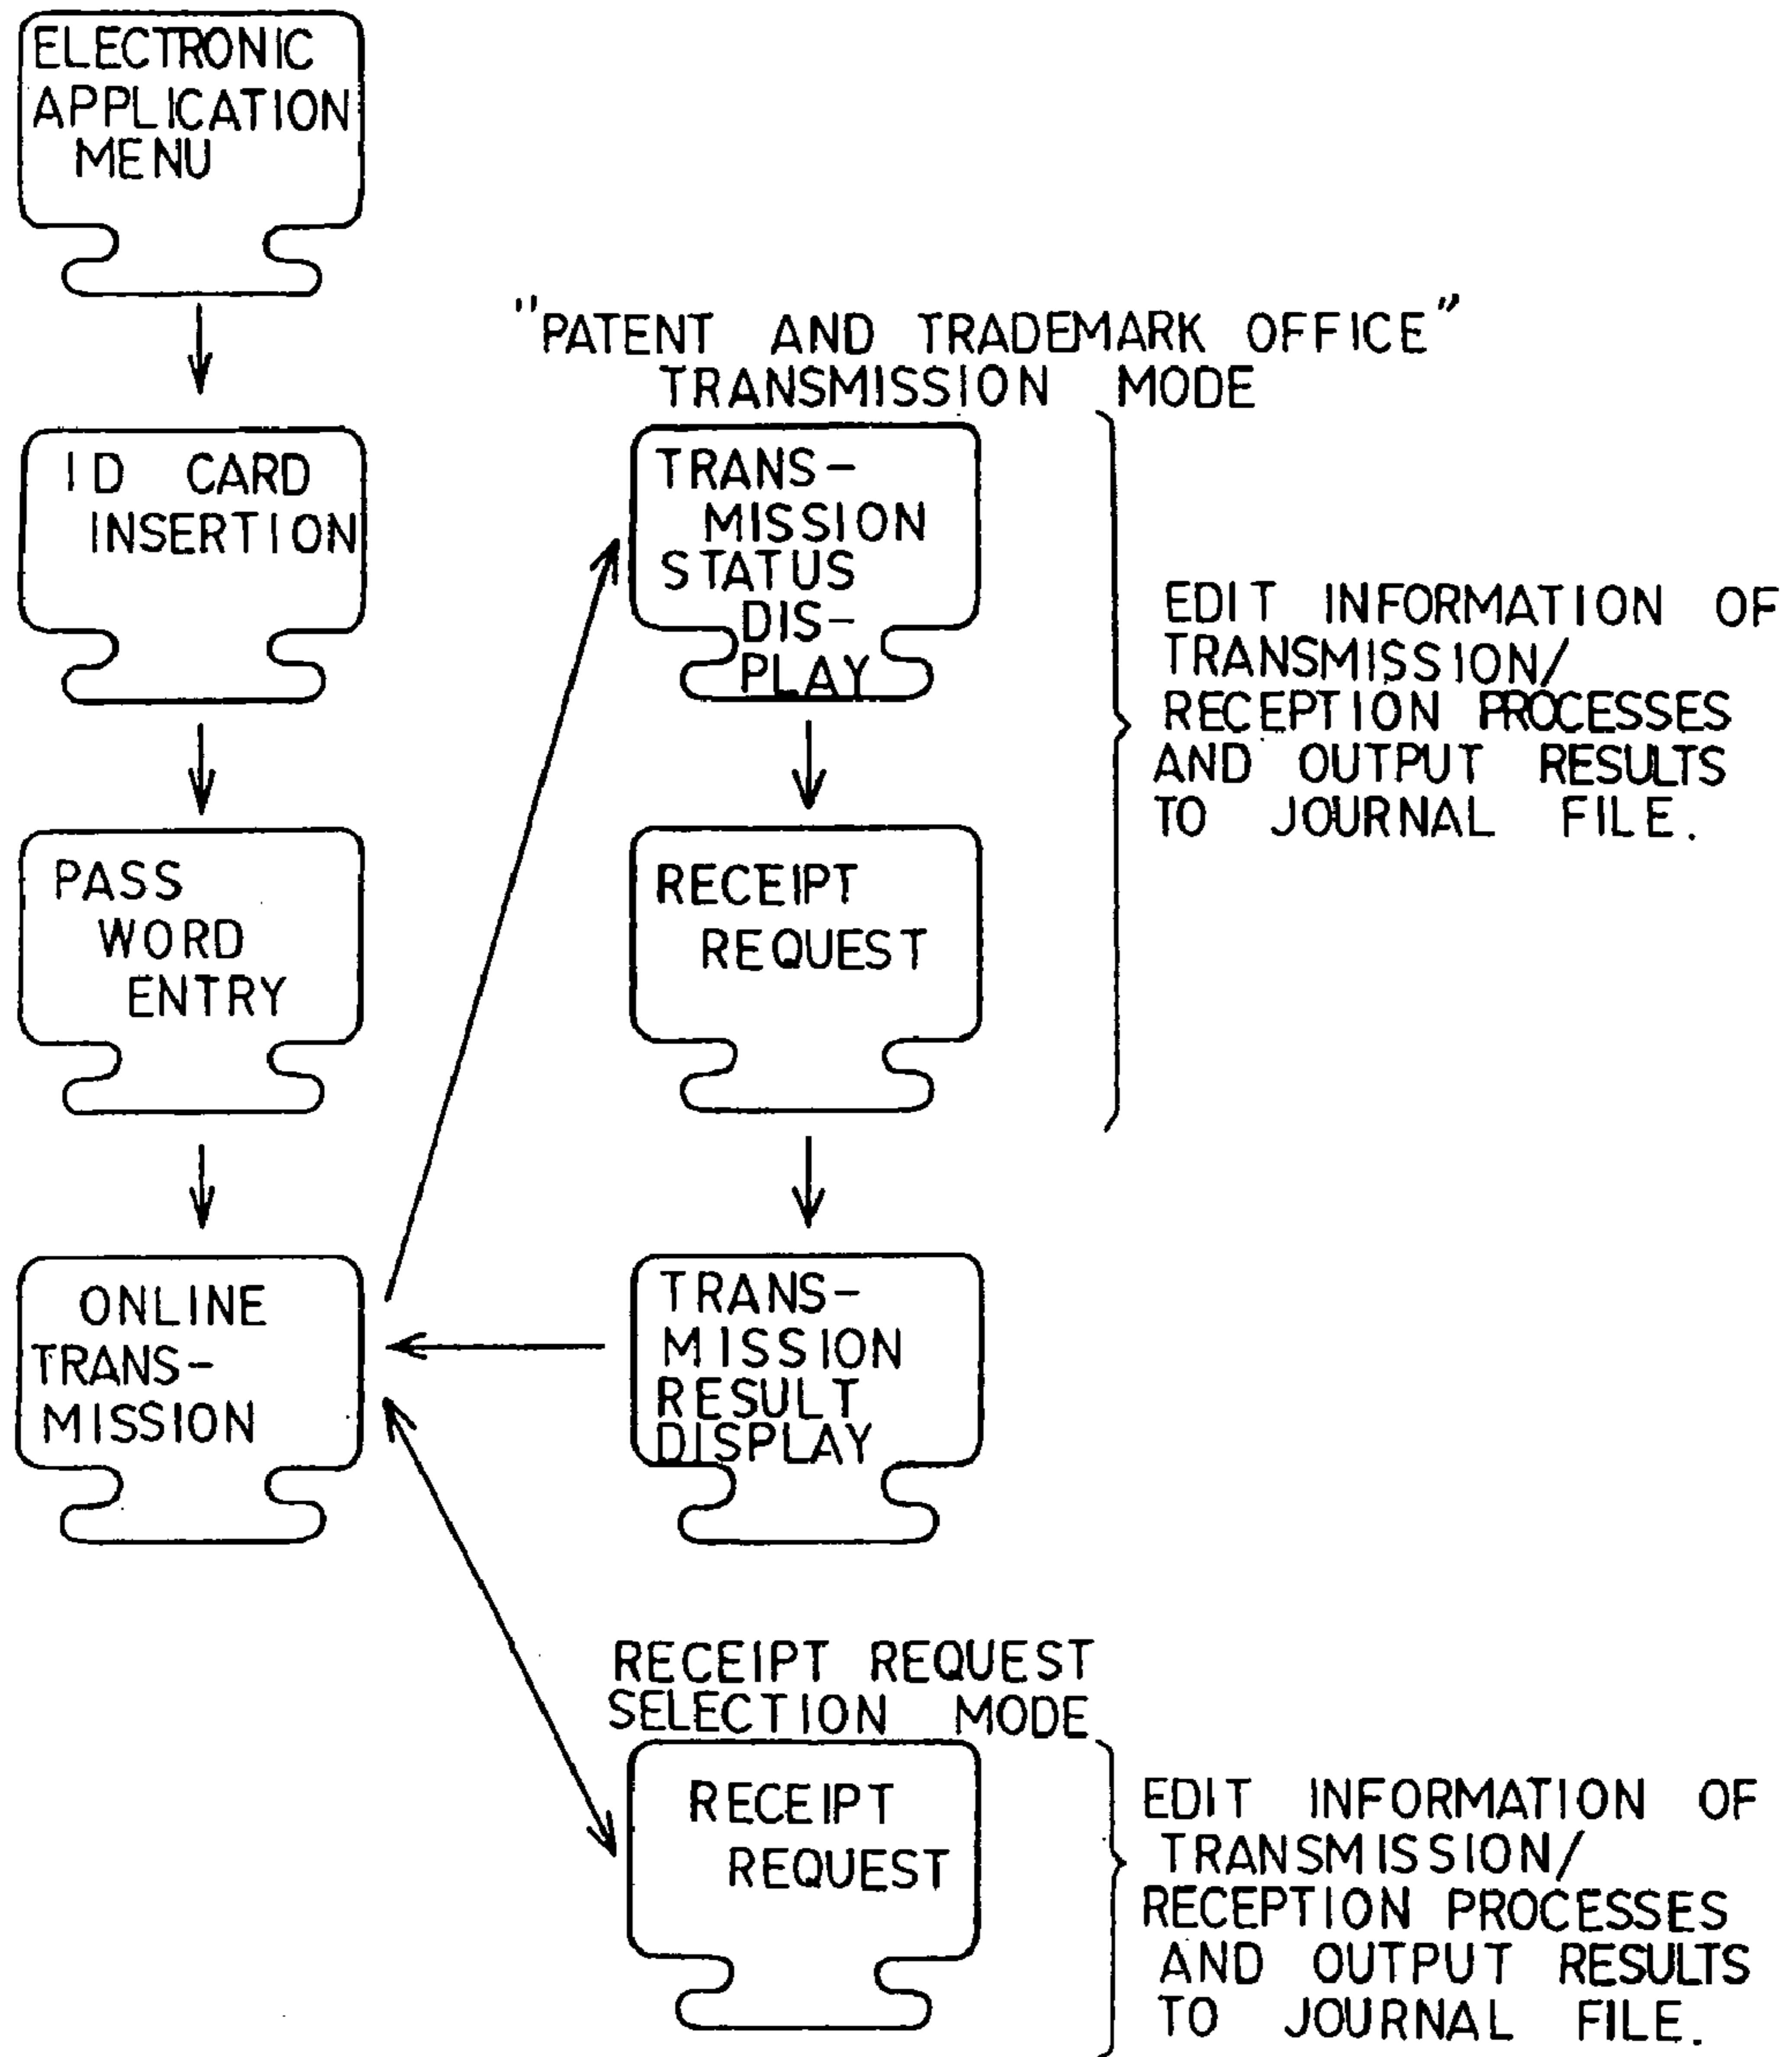 ELECTRONIC
APPLICATION
MENU
ID CARD
INSERTION
PASS
WORD
ENTRY
ONLINE
TRANS-
MISSION
"PATENT AND TRADEMARK OFFICE"
TRANSMISSION MODE
TRANS-
MISSION
STATUS
DIS-
PLAY
RECEIPT
REQUEST
TRANS-
MISSION
RESULT
DISPLAY
EDIT INFORMATION OF
TRANSMISSION/
RECEPTION PROCESSES
AND OUTPUT RESULTS
TO JOURNAL FILE.
RECEIPT REQUEST
SELECTION MODE
RECEIPT
REQUEST
EDIT INFORMATION OF
TRANSMISSION/
RECEPTION PROCESSES
AND OUTPUT RESULTS
TO JOURNAL FILE.